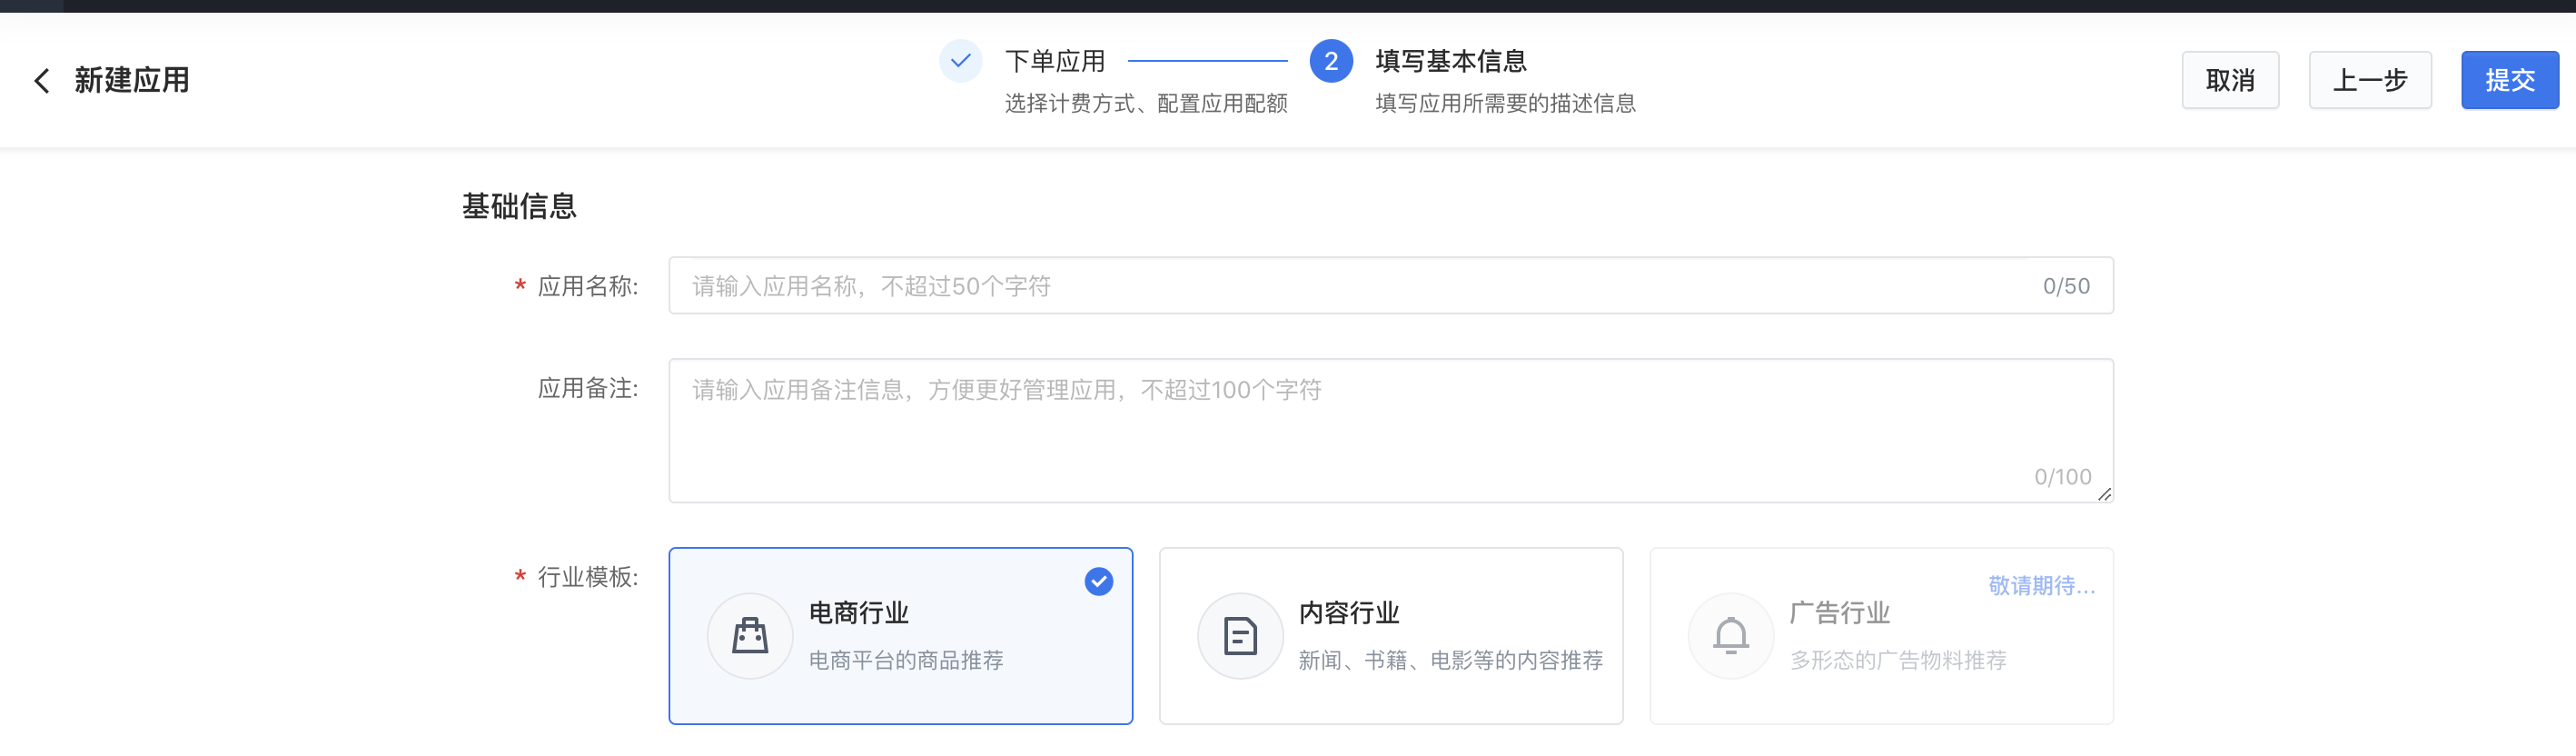 新建应用
下单应用
选择计费方式、配置应用配额
2
填写基本信息
填写应用所需要的描述信息
取消
上一步
提交
基础信息
* 应用名称:
请输入应用名称，不超过50个字符
0/50
应用备注:
请输入应用备注信息，方便更好管理应用，不超过100个字符
0/100
* 行业模板:
电商行业
电商平台的商品推荐
内容行业
新闻、书籍、电影等的内容推荐
敬请期待...
广告行业
多形态的广告物料推荐